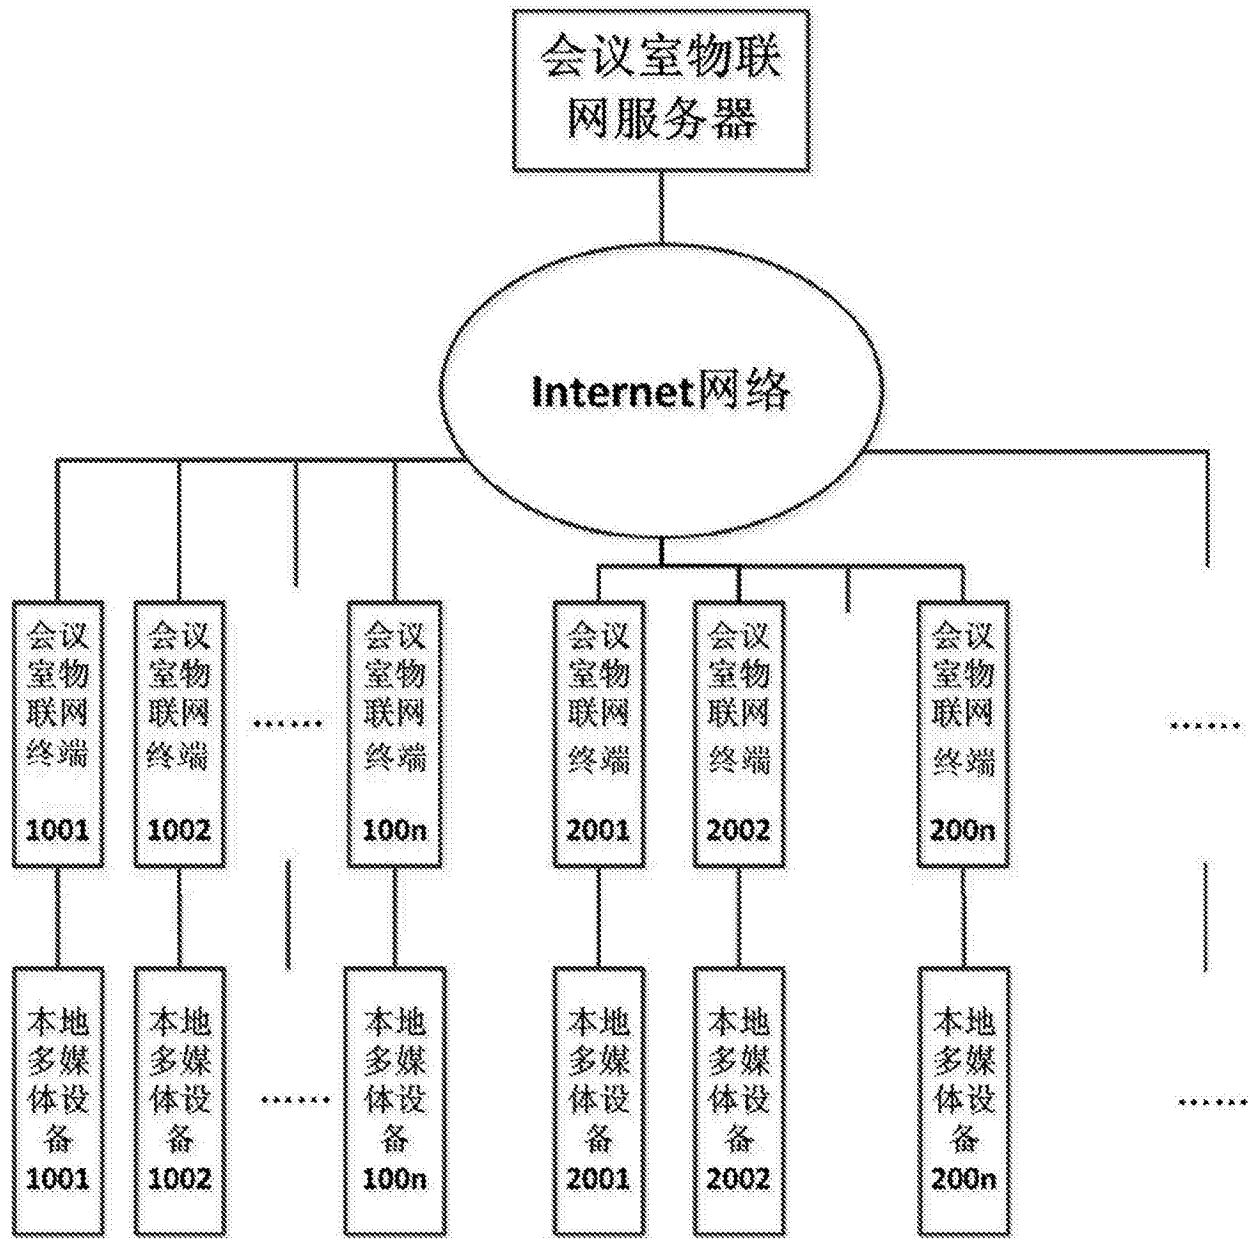 会议室物联
网服务器
Internet网络
会议
室物
联网
终端
1001
会议
室物
联网
终端
1002
......
会议
室物
联网
终端
100n
会议
室物
联网
终端
2001
会议
室物
联网
终端
2002
会议
室物
联网
终端
200n
......
本地
多媒
体设
备
1001
本地
多媒
体设
备
1002
......
本地
多媒
体设
备
100n
本地
多媒
体设
备
2001
本地
多媒
体设
备
2002
本地
多媒
体设
备
200n
......